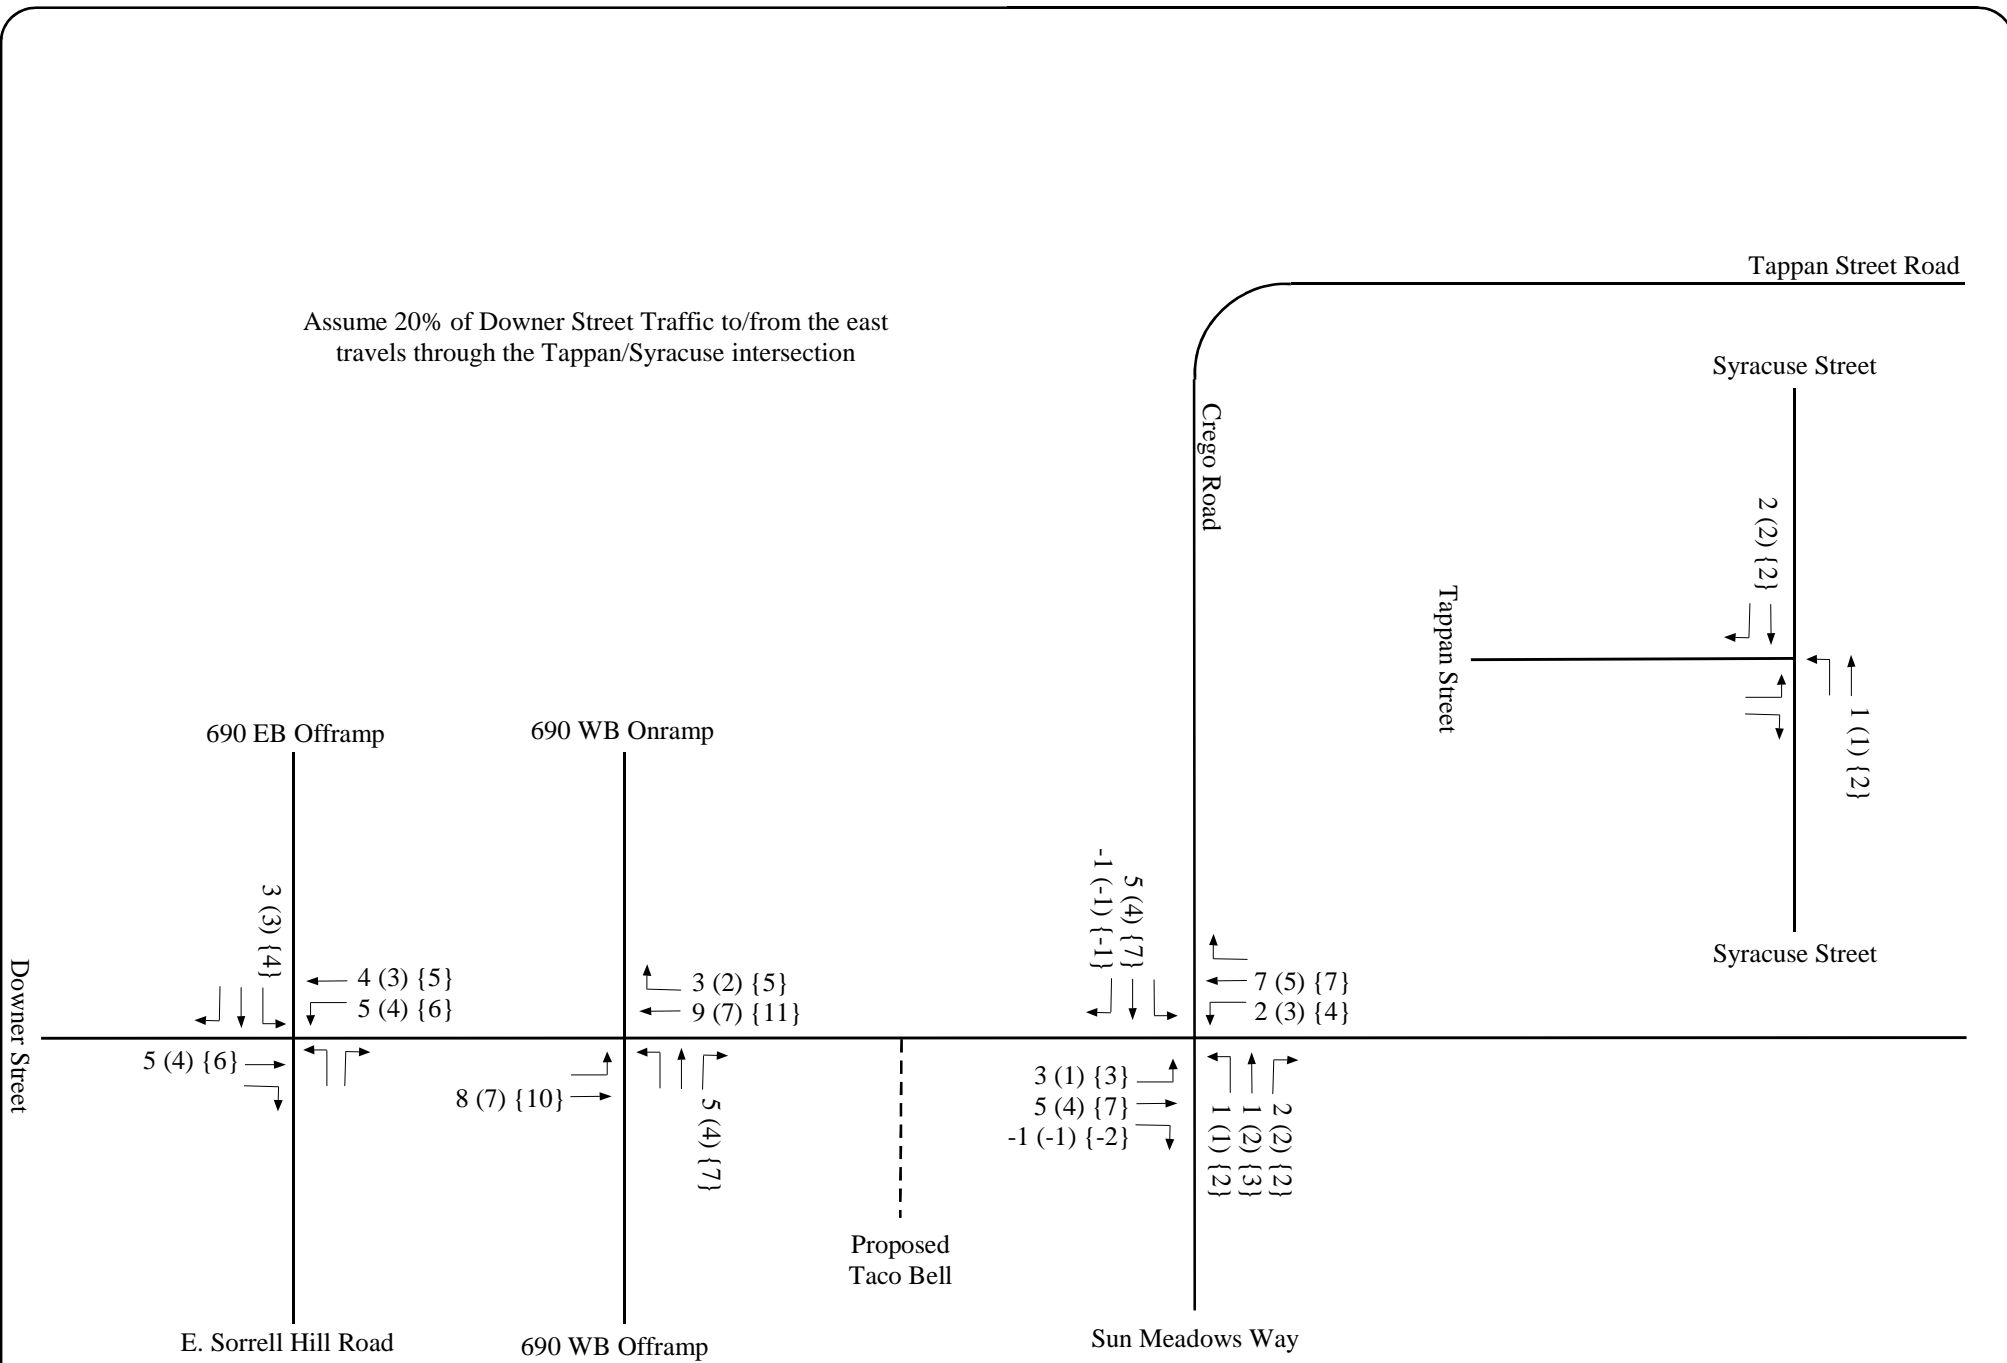 Tappan Street Road
Assume 20% of Downer Street Traffic to/from the east
travels through the Tappan/Syracuse intersection
Syracuse Street
Crego Road
2 (2) {2}
Tappan Street
1 (1) {2}
Syracuse Street
690 EB Offramp
690 WB Onramp
Downer Street
3 (3) {4}
4 (3) {5}
5 (4) {6}
5 (4) {6}
3 (2) {5}
9 (7) {11}
8 (7) {10}
5 (4) {7}
-1 (-1) {-1}
5 (4) {7}
7 (5) {7}
2 (3) {4}
3 (1) {3}
5 (4) {7}
-1 (-1) {-2}
1 (1) {2}
1 (2) {3}
2 (2) {2}
Proposed
Taco Bell
E. Sorrell Hill Road
690 WB Offramp
Sun Meadows Way